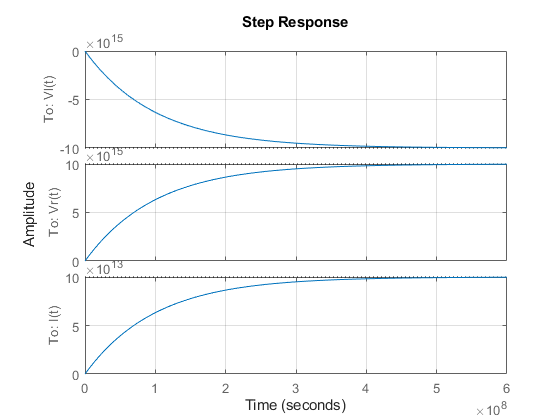 Step Response
×10^15
0
-5
-10
To: Vl(t)
×10^15
10
5
0
To: Vr(t)
Amplitude
×10^13
10
5
0
To: I(t)
0 1 2 3 4 5 6
Time (seconds)
×10^8